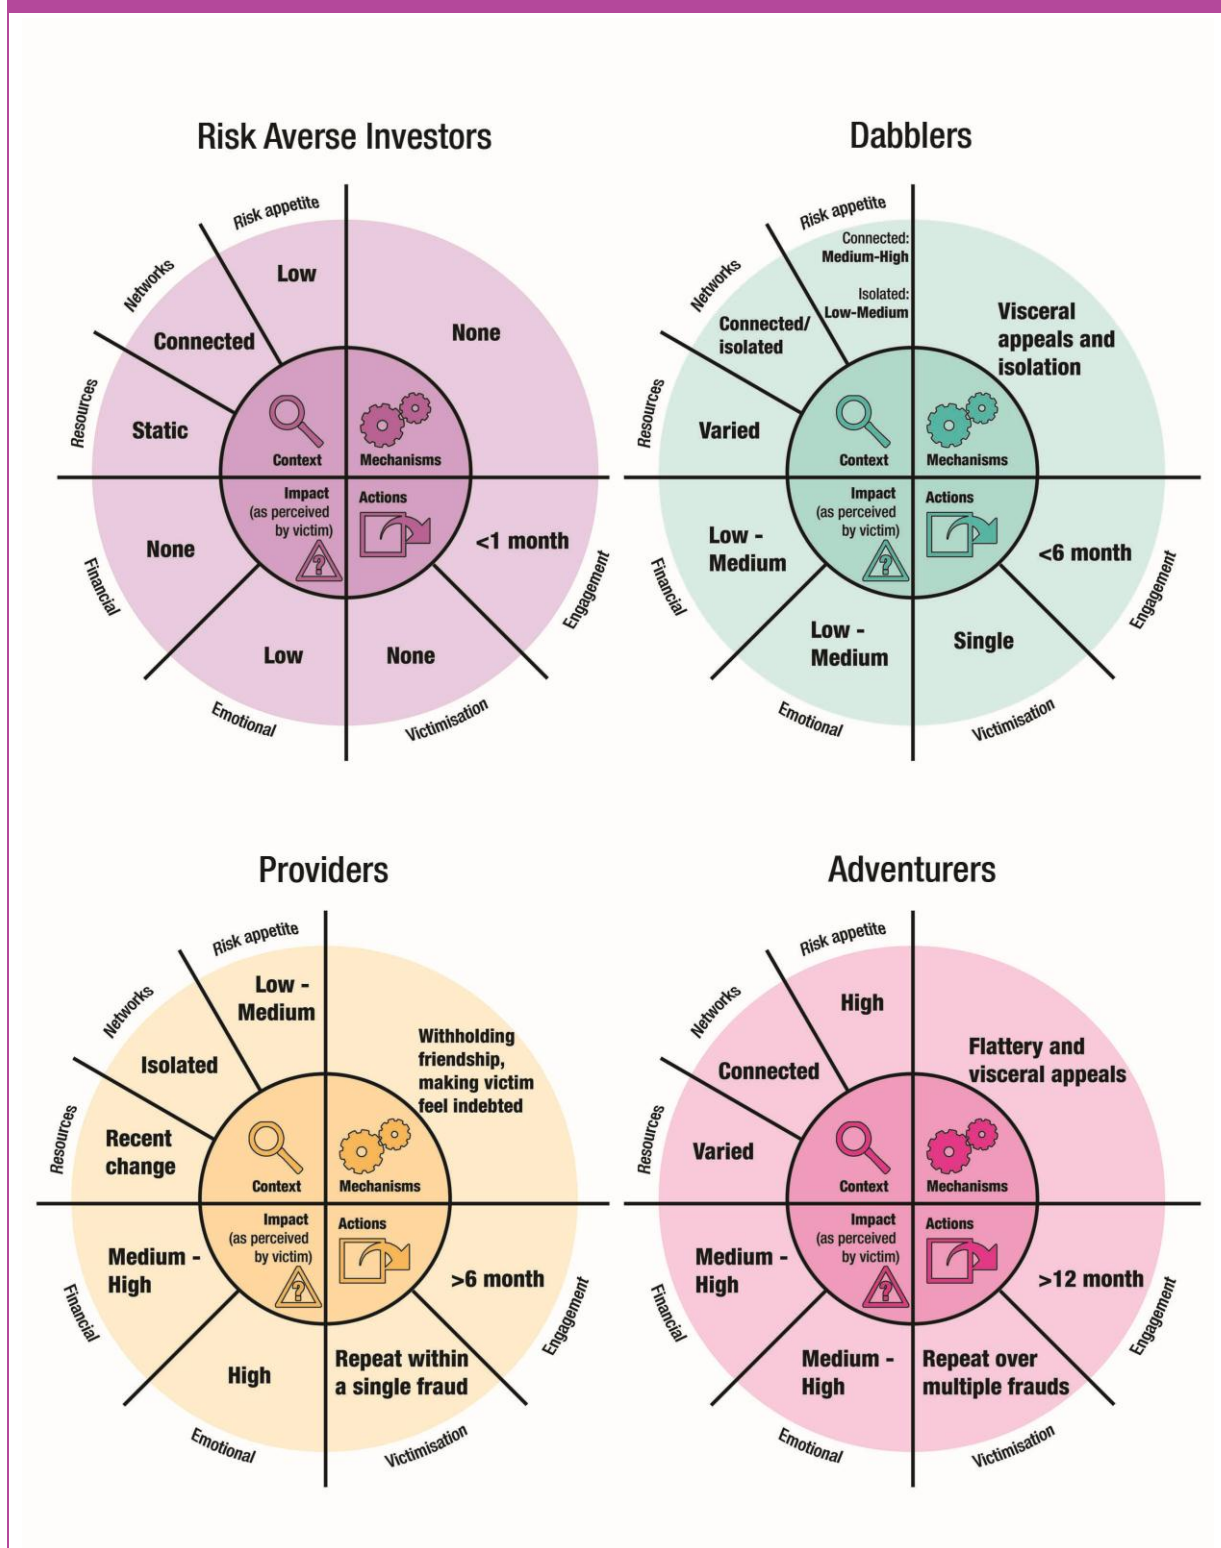 Risk Averse Investors
Risk appetite
Networks
Resources
Low
Connected
Static
None
Context
Mechanisms
Impact
(as perceived
by victim)
Actions
None
Low
None
<1 month
Financial
Emotional
Victimisation
Engagement
Dabblers
Risk appetite
Networks
Resources
Connected:
Medium-High
Isolated:
Low-Medium
Connected/
isolated
Varied
Visceral
appeals and
isolation
Context
Mechanisms
Impact
(as perceived
by victim)
Actions
Low -
Medium
Low -
Medium
Single
<6 month
Financial
Emotional
Victimisation
Engagement
Providers
Risk appetite
Networks
Resources
Low -
Medium
Isolated
Recent
change
Withholding
friendship,
making victim
feel indebted
Context
Mechanisms
Impact
(as perceived
by victim)
Actions
Medium -
High
High
Repeat within
a single fraud
>6 month
Financial
Emotional
Victimisation
Engagement
Adventurers
Risk appetite
Networks
Resources
High
Connected
Varied
Flattery and
visceral appeals
Context
Mechanisms
Impact
(as perceived
by victim)
Actions
Medium -
High
Medium -
High
Repeat over
multiple frauds
>12 month
Financial
Emotional
Victimisation
Engagement
?
?
?
?